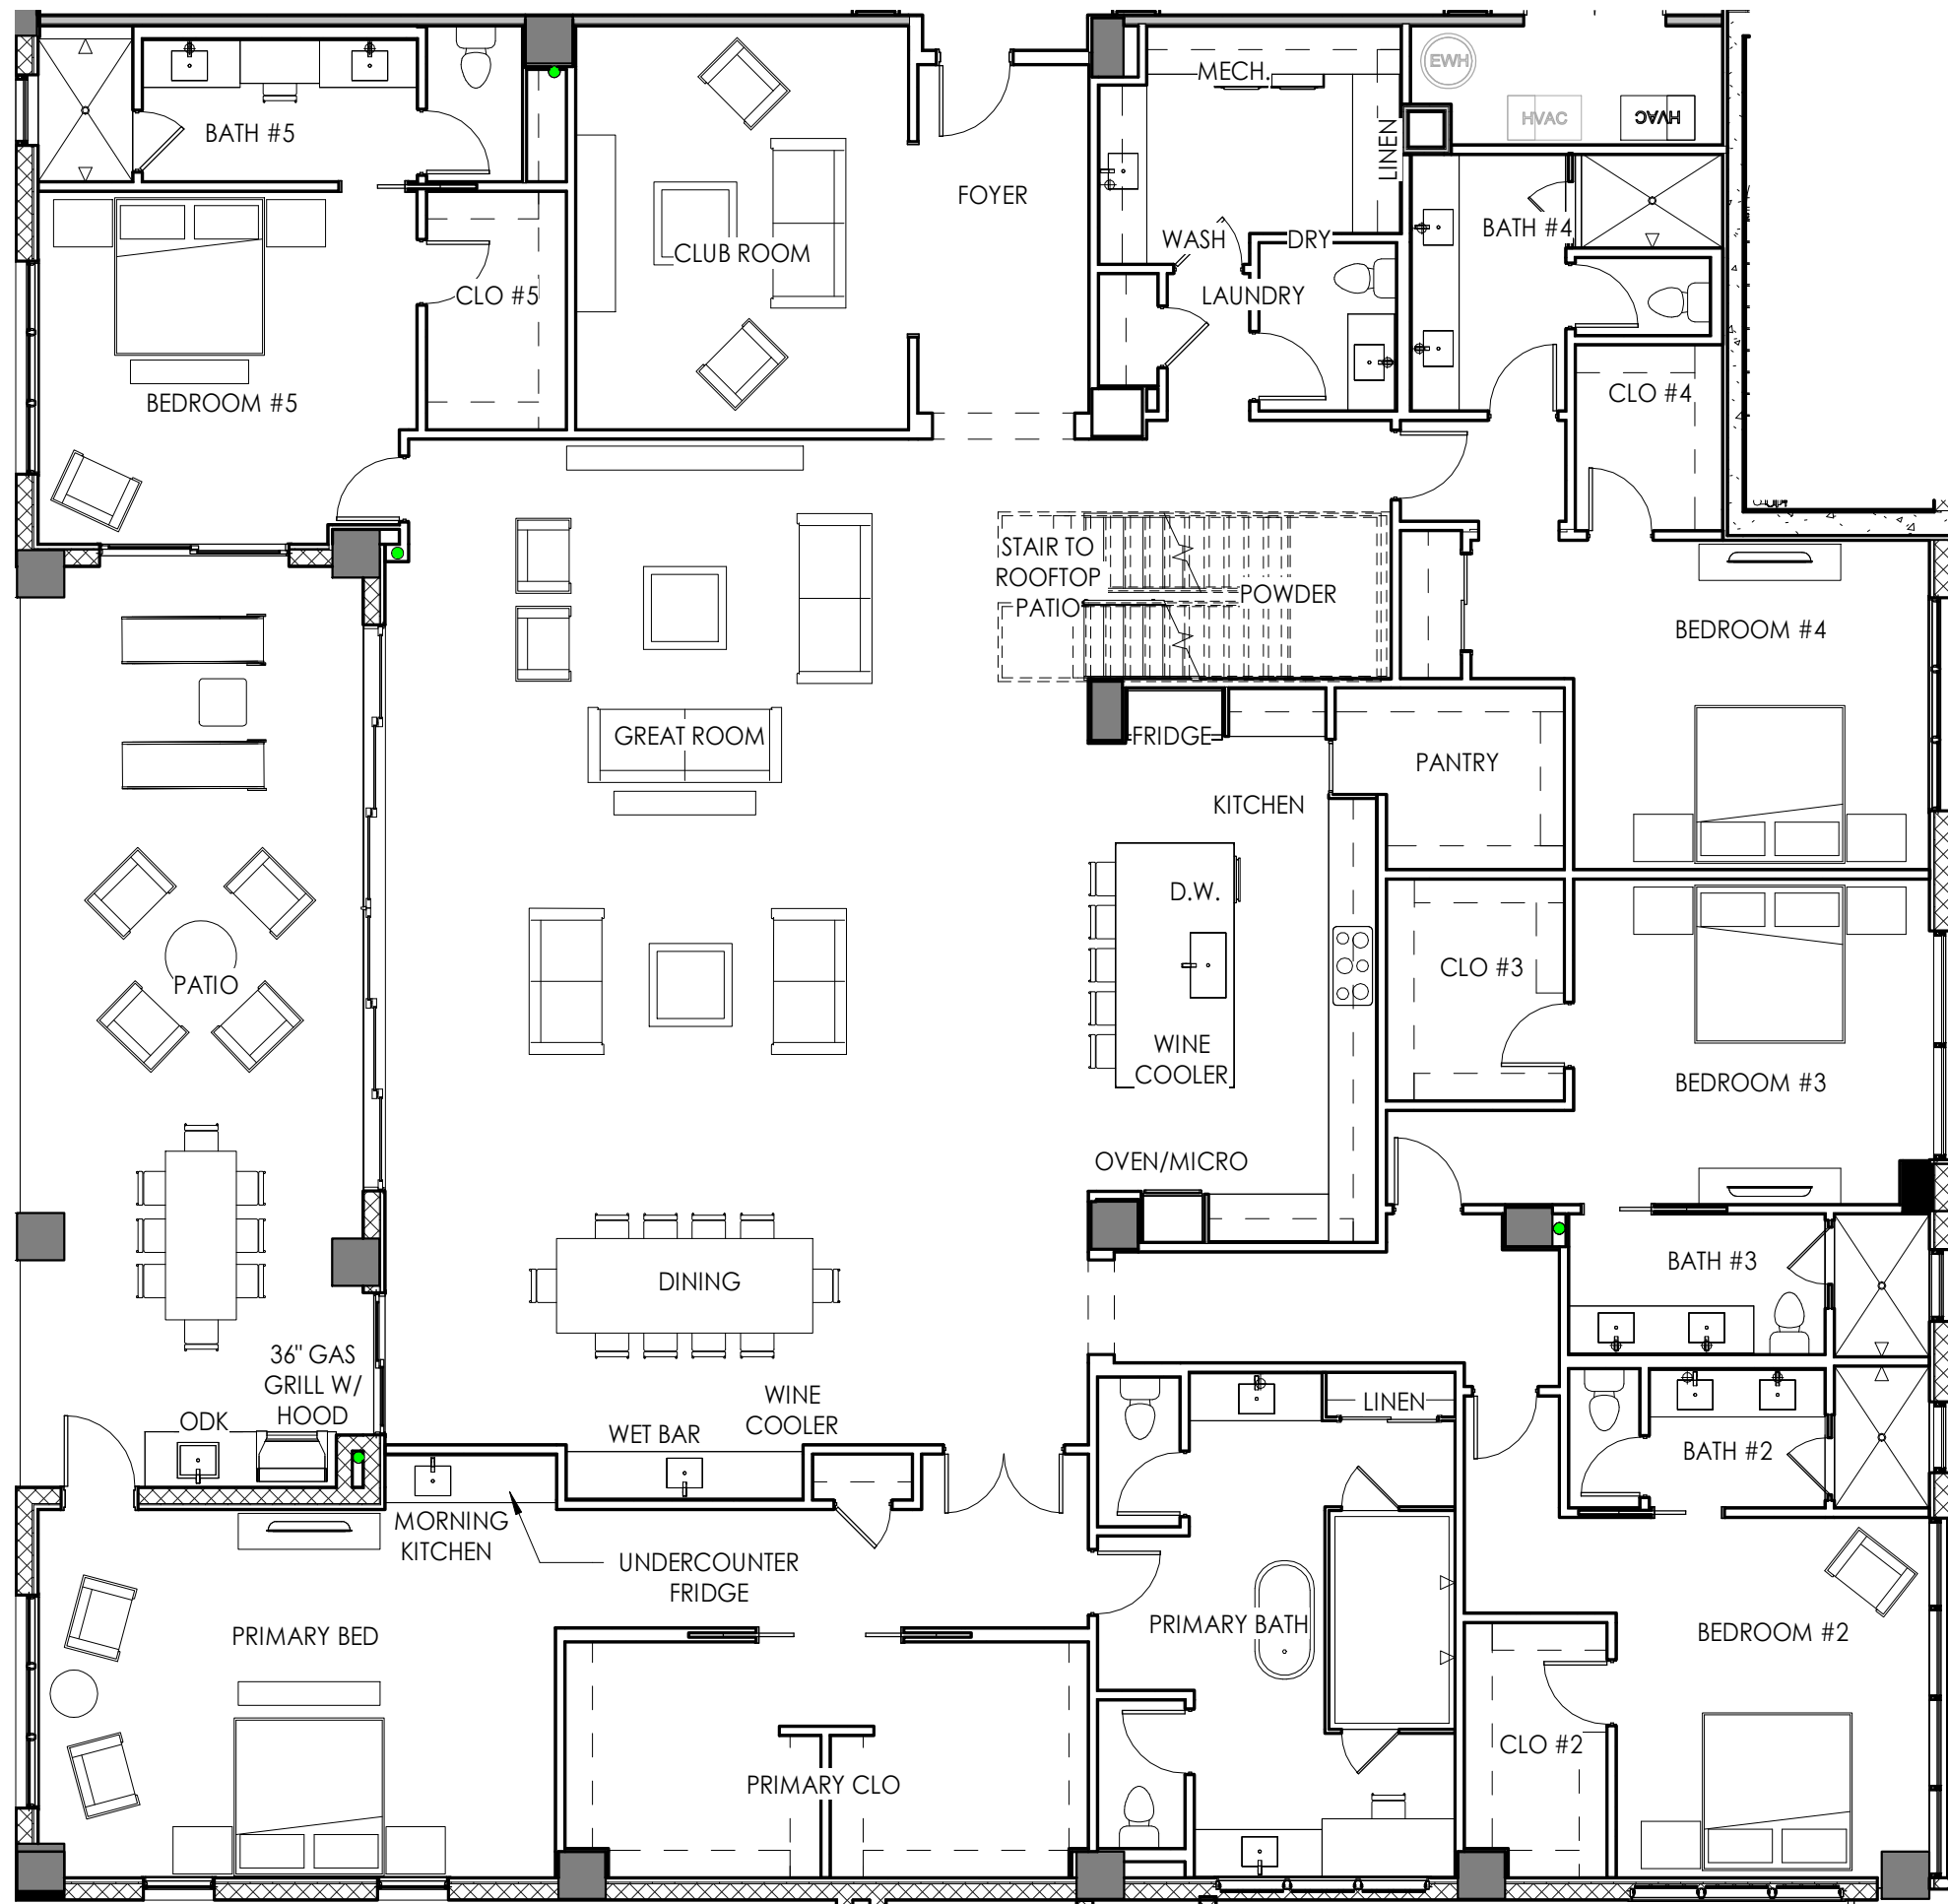 EWH
MECH.
HVAC
HVAC
BATH #5
LINEN
FOYER
BATH #4
CLUB ROOM
WASH
DRY
CLO #5
LAUNDRY
BEDROOM #5
CLO #4
STAIR TO
ROOFTOP
PATIO
POWDER
BEDROOM #4
GREAT ROOM
FRIDGE
PANTRY
KITCHEN
D.W.
CLO #3
PATIO
WINE
COOLER
BEDROOM #3
OVEN/MICRO
BATH #3
DINING
36" GAS
GRILL W/
HOOD
WINE
COOLER
LINEN
ODK
WET BAR
BATH #2
MORNING
KITCHEN
UNDERCOUNTER
FRIDGE
PRIMARY BED
PRIMARY BATH
BEDROOM #2
CLO #2
PRIMARY CLO